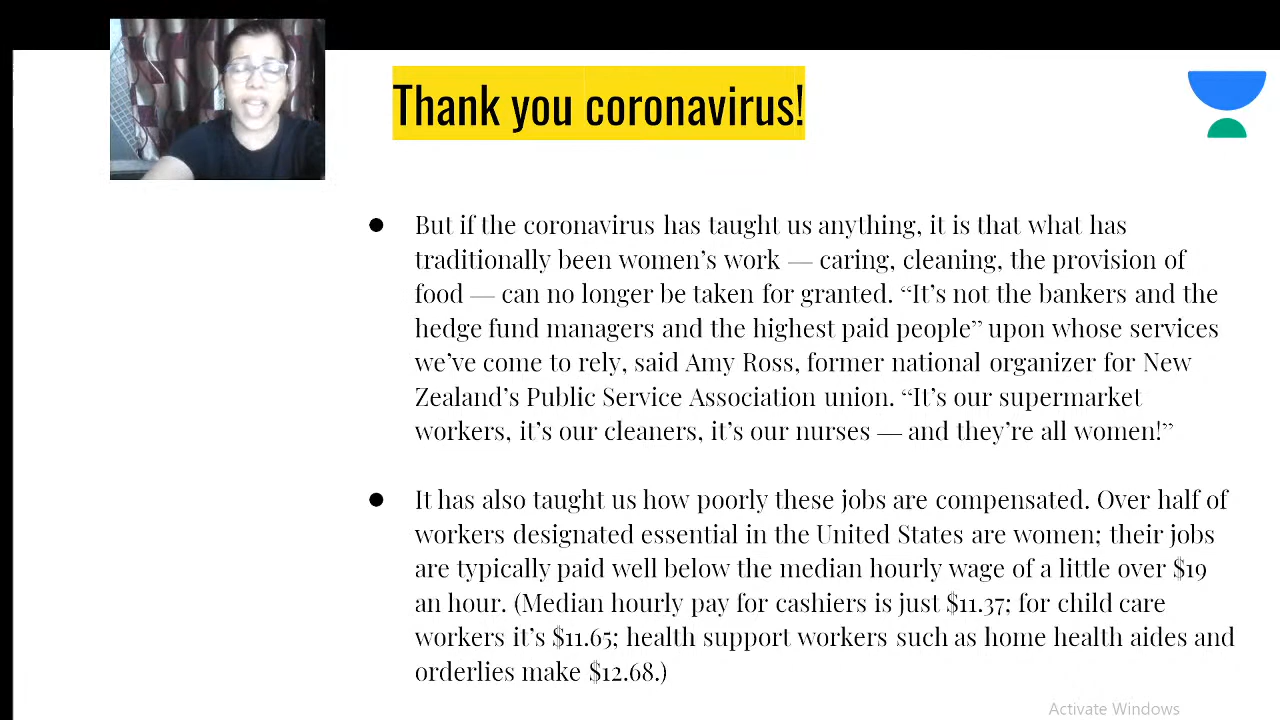 Thank you coronavirus!
● But if the coronavirus has taught us anything, it is that what has
traditionally been women’s work — caring, cleaning, the provision of
food — can no longer be taken for granted. “It’s not the bankers and the
hedge fund managers and the highest paid people” upon whose services
we’ve come to rely, said Amy Ross, former national organizer for New
Zealand’s Public Service Association union. “It’s our supermarket
workers, it’s our cleaners, it’s our nurses — and they’re all women!”
● It has also taught us how poorly these jobs are compensated. Over half of
workers designated essential in the United States are women; their jobs
are typically paid well below the median hourly wage of a little over $19
an hour. (Median hourly pay for cashiers is just $11.37; for child care
workers it’s $11.65; health support workers such as home health aides and
orderlies make $12.68.)
Activate Windows